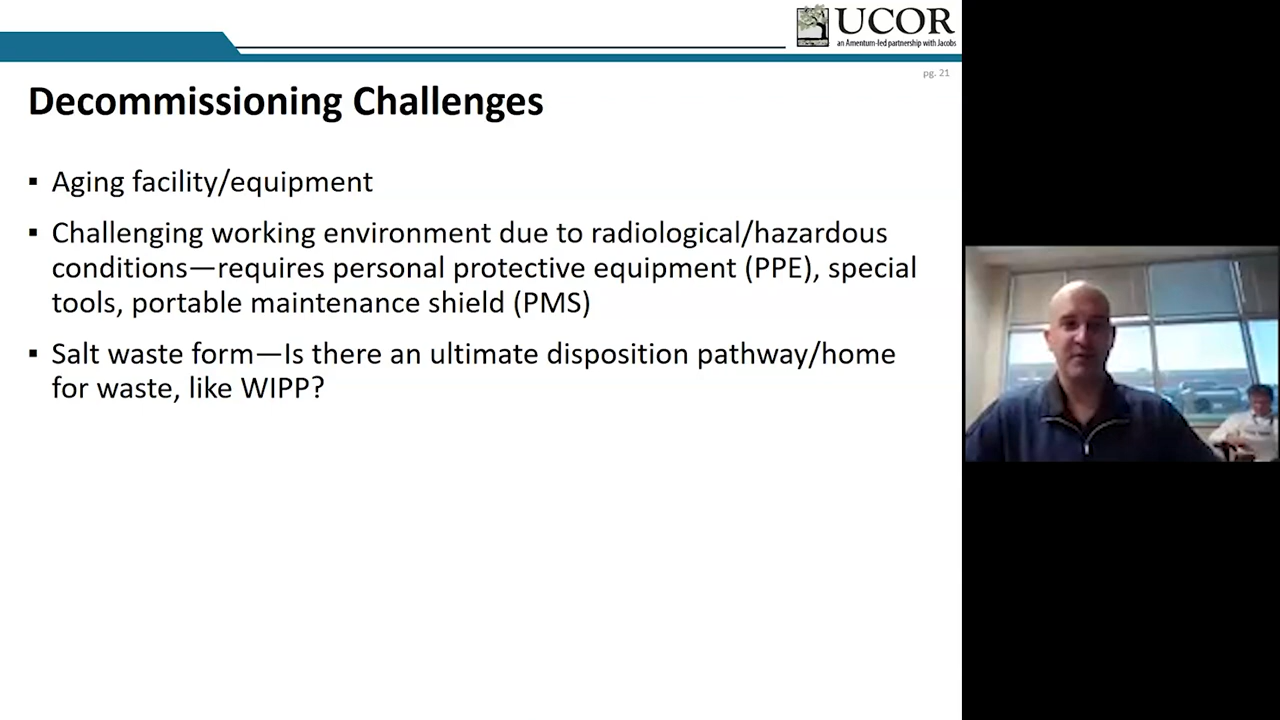 UCOR
an Amentum-led partnership with Jacobs
pg. 21
Decommissioning Challenges
▪ Aging facility/equipment
▪ Challenging working environment due to radiological/hazardous
conditions—requires personal protective equipment (PPE), special
tools, portable maintenance shield (PMS)
▪ Salt waste form—Is there an ultimate disposition pathway/home
for waste, like WIPP?